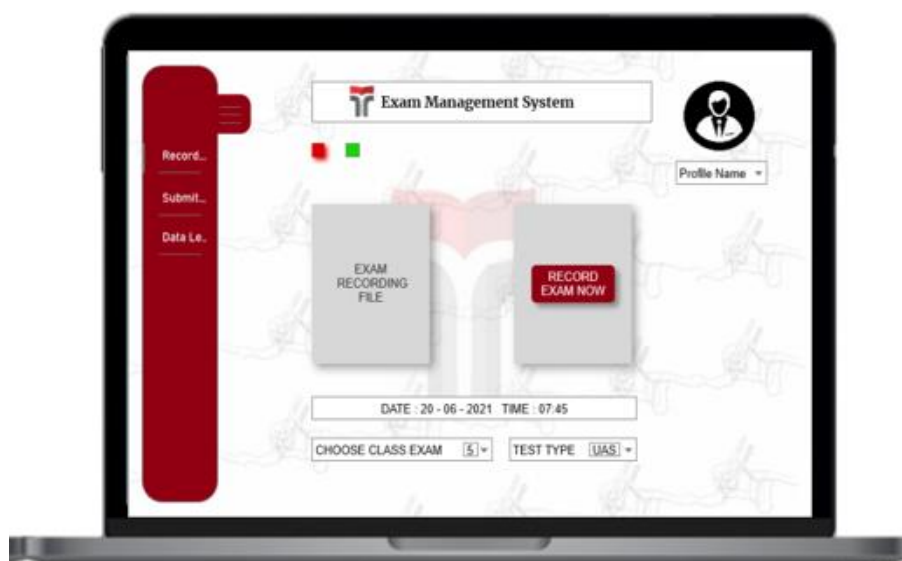 Exam Management System
Profile Name
Record...
Submit...
Data Le..
EXAM
RECORDING
FILE
RECORD
EXAM NOW
DATE : 20 - 06 - 2021 TIME : 07:45
CHOOSE CLASS EXAM 5
TEST TYPE UAS